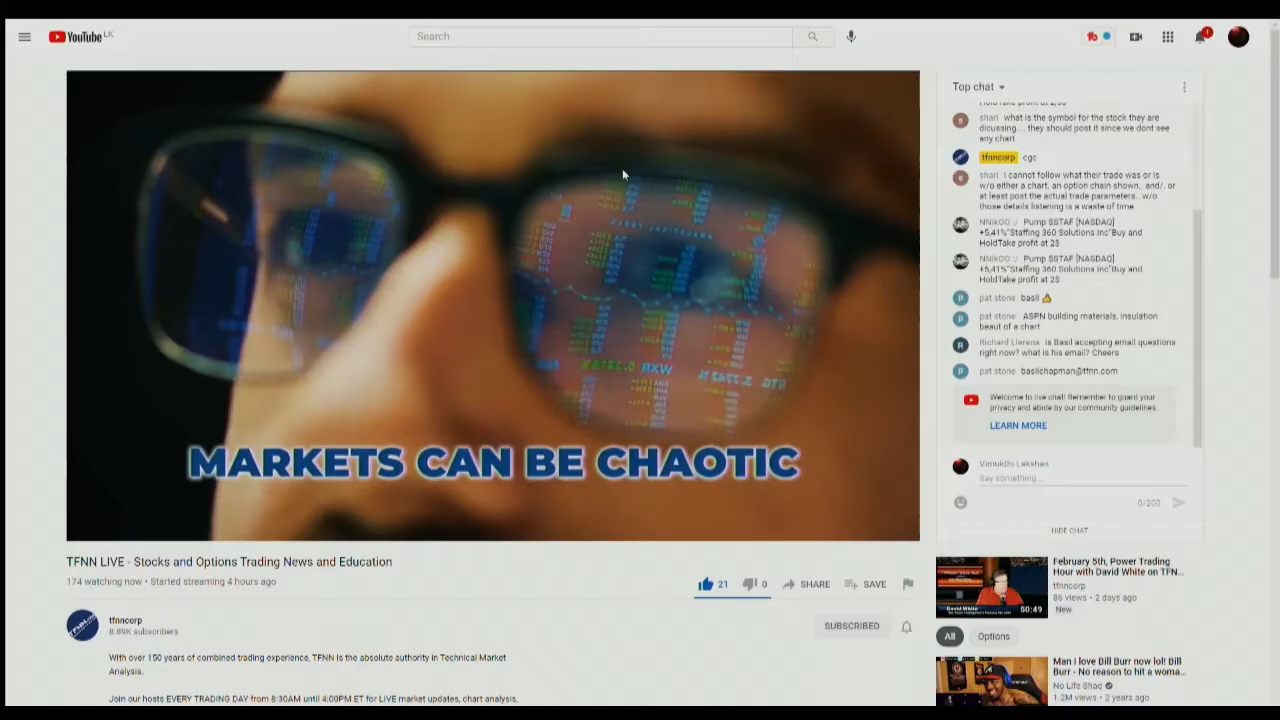 YouTube LK
Search
1
MARKETS CAN BE CHAOTIC
TFNN LIVE - Stocks and Options Trading News and Education
174 watching now • Started streaming 4 hours ago
21
0
SHARE
SAVE
tfnncorp
8.89K subscribers
SUBSCRIBED
With over 150 years of combined trading experience, TFNN is the absolute authority in Technical Market
Analysis.
Join our hosts EVERY TRADING DAY from 8:30AM until 4:00PM ET for LIVE market updates, chart analysis,
Top chat
shari what is the symbol for the stock they are
dicussing.... they should post it since we dont see
any chart
tfnncorp cgc
shari I cannot follow what their trade was or is
w/o either a chart, an option chain shown,. and/. or
at least post the actual trade parameters...w/o
those details listening is a waste of time
NNikOO Pump $STAF [NASDAQ]
+5,41%"Staffing 360 Solutions Inc"Buy and
HoldTake profit at 2$
NNikOO Pump $STAF [NASDAQ]
+5,41%"Staffing 360 Solutions Inc"Buy and
HoldTake profit at 2$
pat stone basil 👍
pat stone ASPN building materials, insulation
beaut of a chart
Richard Llerena is Basil accepting email questions
right now? what is his email? Cheers
pat stone basilchapman@tfnn.com
Welcome to live chat! Remember to guard your
privacy and abide by our community guidelines.
LEARN MORE
Vimukthi Lakshan
Say something...
0/200
HIDE CHAT
February 5th, Power Trading
Hour with David White on TFN...
tfnncorp
86 views • 2 days ago
New
David White
50:49
All
Options
Man I love Bill Burr now lol! Bill
Burr - No reason to hit a woma...
No Life Shaq
1.2M views • 2 years ago